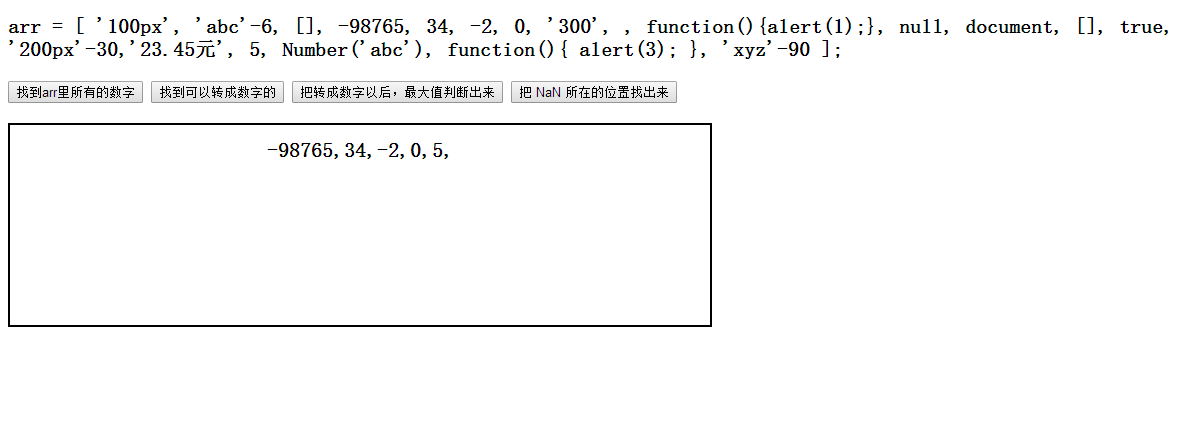 arr = [ '100px', 'abc'-6, [], -98765, 34, -2, 0, '300', , function(){alert(1);}, null, document, [], true,
'200px'-30,'23.45元', 5, Number('abc'), function(){ alert(3); }, 'xyz'-90 ];
找到arr里所有的数字 找到可以转成数字的 把转成数字以后，最大值判断出来 把 NaN 所在的位置找出来
-98765,34,-2,0,5,